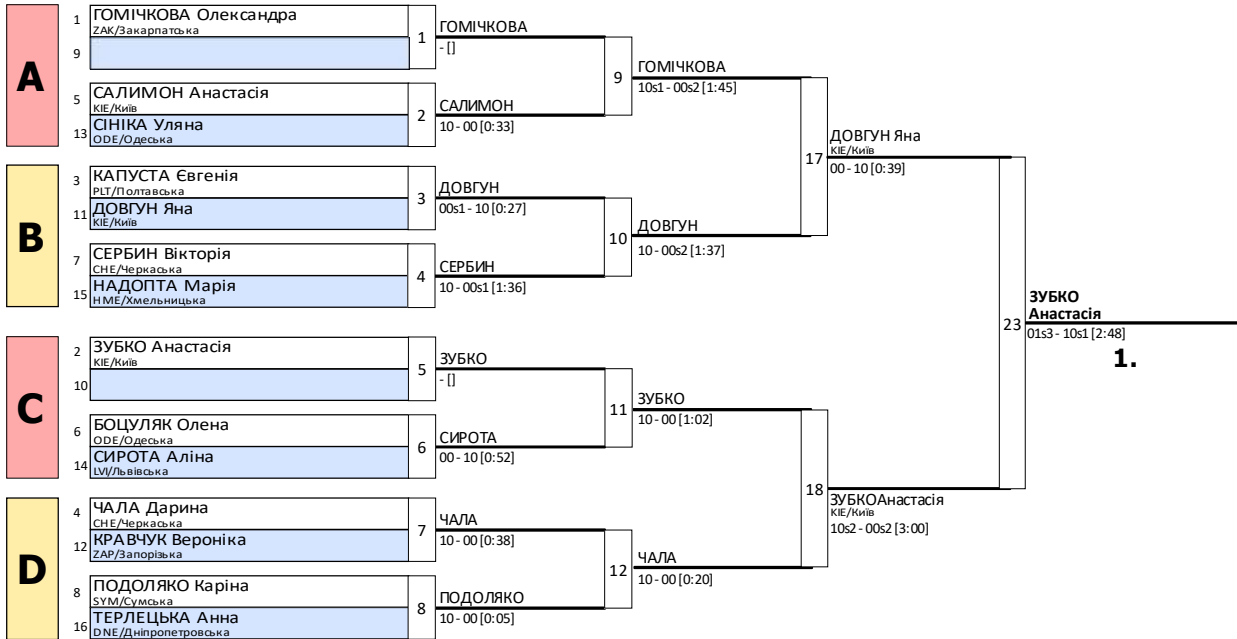 A
1 ГОМІЧКОВА Олександра
ZAK/Закарпатська
9
1
ГОМІЧКОВА
- []
5 САЛИМОН Анастасія
KIE/Київ
13 СІНІКА Уляна
ODE/Одеська
2
САЛИМОН
10 - 00 [0:33]
9
ГОМІЧКОВА
10s1 - 00s2 [1:45]
B
3 КАПУСТА Євгенія
PLT/Полтавська
11 ДОВГУН Яна
KIE/Київ
3
ДОВГУН
00s1 - 10 [0:27]
7 СЕРБИН Вікторія
CHE/Черкаська
15 НАДОПТА Марія
HME/Хмельницька
4
СЕРБИН
10 - 00s1 [1:36]
10
ДОВГУН
10 - 00s2 [1:37]
17
ДОВГУН Яна
KIE/Київ
00 - 10 [0:39]
C
2 ЗУБКО Анастасія
KIE/Київ
10
5
ЗУБКО
- []
6 БОЦУЛЯК Олена
ODE/Одеська
14 СИРОТА Аліна
LVI/Львівська
6
СИРОТА
00 - 10 [0:52]
11
ЗУБКО
10 - 00 [1:02]
D
4 ЧАЛА Дарина
CHE/Черкаська
12 КРАВЧУК Вероніка
ZAP/Запорізька
7
ЧАЛА
10 - 00 [0:38]
8 ПОДОЛЯКО Каріна
SYM/Сумська
16 ТЕРЛЕЦЬКА Анна
DNE/Дніпропетровська
8
ПОДОЛЯКО
10 - 00 [0:05]
12
ЧАЛА
10 - 00 [0:20]
18
ЗУБКОАнастасія
KIE/Київ
10s2 - 00s2 [3:00]
23
ЗУБКО
Анастасія
01s3 - 10s1 [2:48]
1.